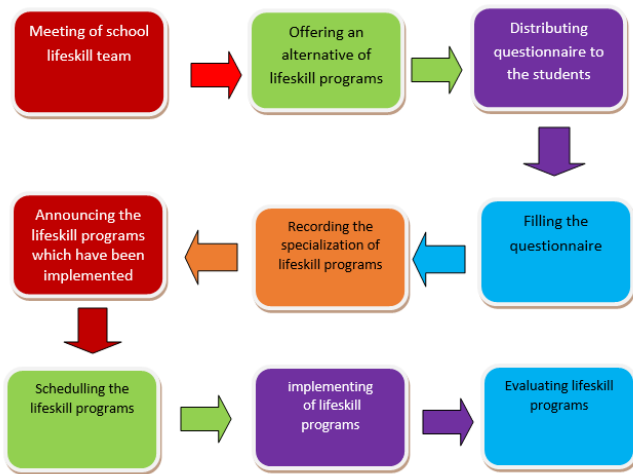 Meeting of school
lifeskill team
Offering an
alternative of
lifeskill programs
Distributing
questionnaire to
the students
Filling the
questionnaire
Recording the
specialization of
lifeskill programs
Announcing the
lifeskill programs
which have been
implemented
Schedulling the
lifeskill programs
implementing
of lifeskill
programs
Evaluating lifeskill
programs